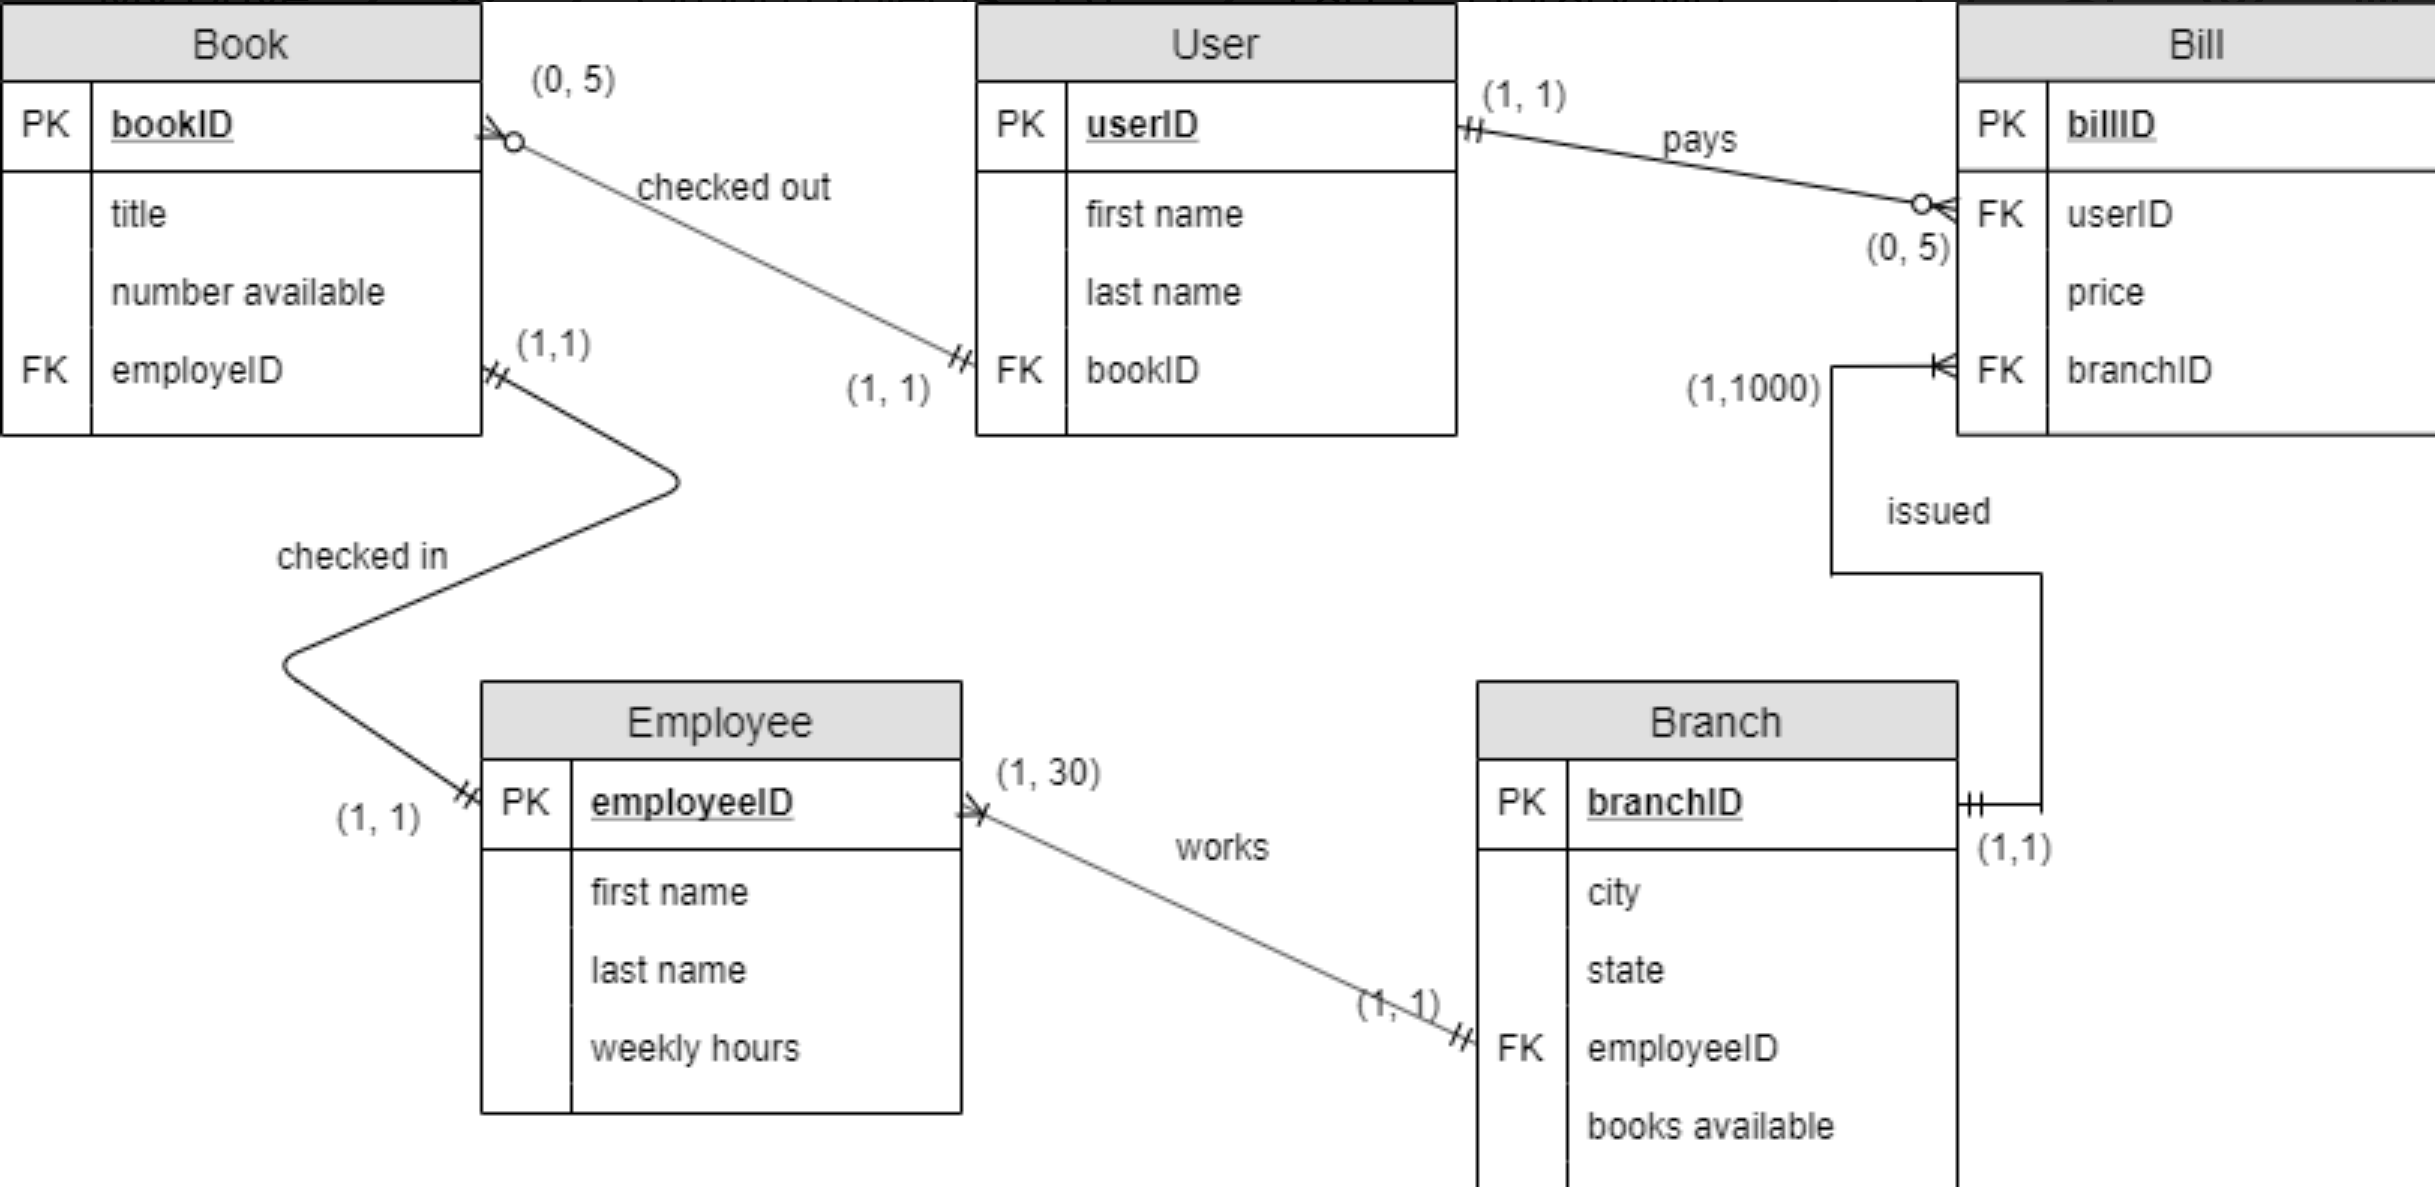 Book
PK bookID
title
number available
FK employeID
(0, 5)
checked out
(1, 1)
User
PK userID
first name
last name
FK bookID
(1, 1)
pays
(0, 5)
Bill
PK billID
FK userID
price
FK branchID
(1,1)
checked in
(1, 1)
(1,1000)
issued
(1,1)
Employee
PK employeeID
first name
last name
weekly hours
(1, 30)
works
(1, 1)
Branch
PK branchID
city
state
FK employeeID
books available